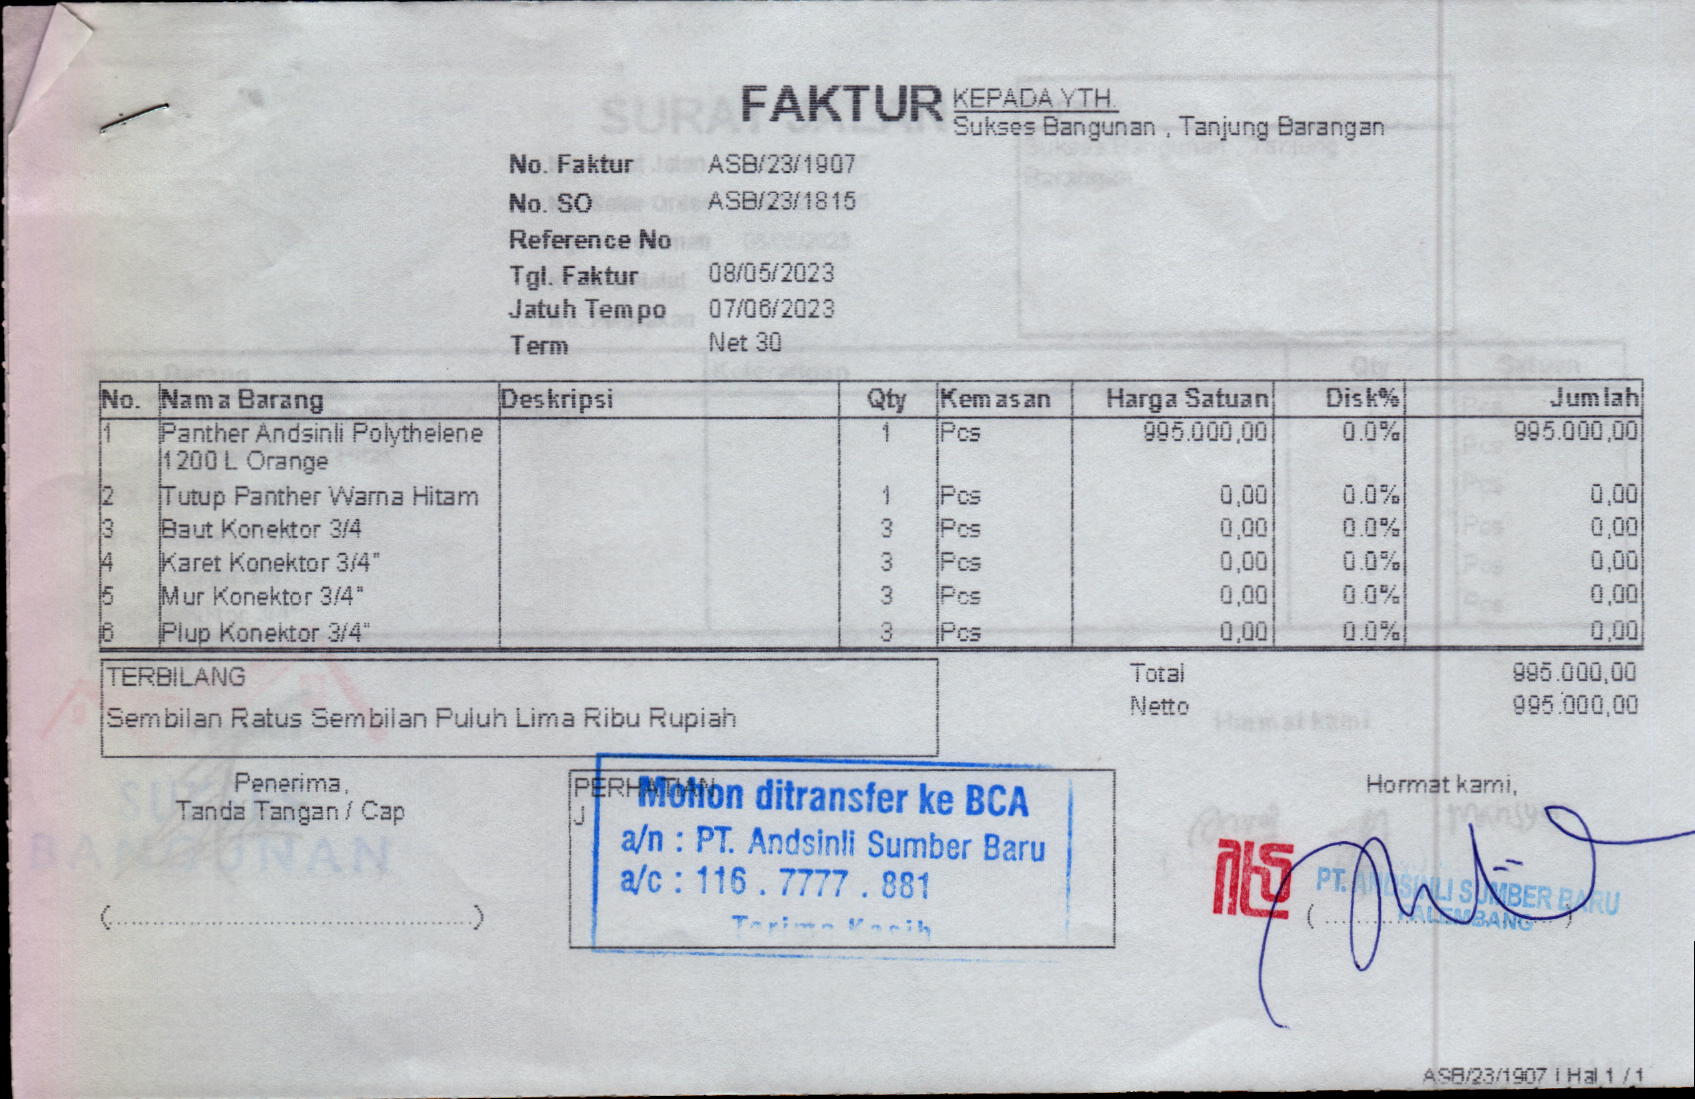 FAKTUR
KEPADA YTH.
Sukses Bangunan , Tanjung Barangan
No. Faktur ASB/23/1907
No. SO ASB/23/1815
Reference No
Tgl. Faktur 08/05/2023
Jatuh Tempo 07/06/2023
Term Net 30
No. Nama Barang Deskripsi Qty Kemasan Harga Satuan Disk% Jumlah
1 Panther Andsinli Polythelene 1 Pcs 995.000,00 0.0% 995.000,00
1200 L Orange
2 Tutup Panther Warna Hitam 1 Pcs 0,00 0.0% 0,00
3 Baut Konektor 3/4 3 Pcs 0,00 0.0% 0,00
4 Karet Konektor 3/4" 3 Pcs 0,00 0.0% 0,00
5 Mur Konektor 3/4" 3 Pcs 0,00 0.0% 0,00
6 Plup Konektor 3/4" 3 Pcs 0,00 0.0% 0,00
TERBILANG
Sembilan Ratus Sembilan Puluh Lima Ribu Rupiah
Total 995.000,00
Netto 995.000,00
Penerima,
Tanda Tangan / Cap
(..........................................)
PERHATIAN
J
Mohon ditransfer ke BCA
a/n : PT. Andsinli Sumber Baru
a/c : 116 . 7777 . 881
Terima Kasih
Hormat kami,
PT. ANDSINLI SUMBER BARU
PALEMBANG
SUKSES
BANGUNAN
ASB/23/1907 | Hal 1 / 1